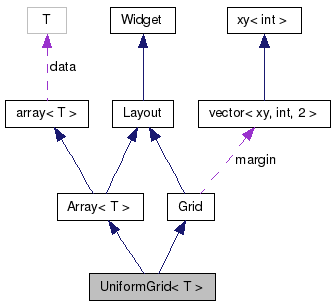 T
Widget
xy< int >
data
array< T >
Layout
vector< xy, int, 2 >
margin
Array< T >
Grid
UniformGrid< T >